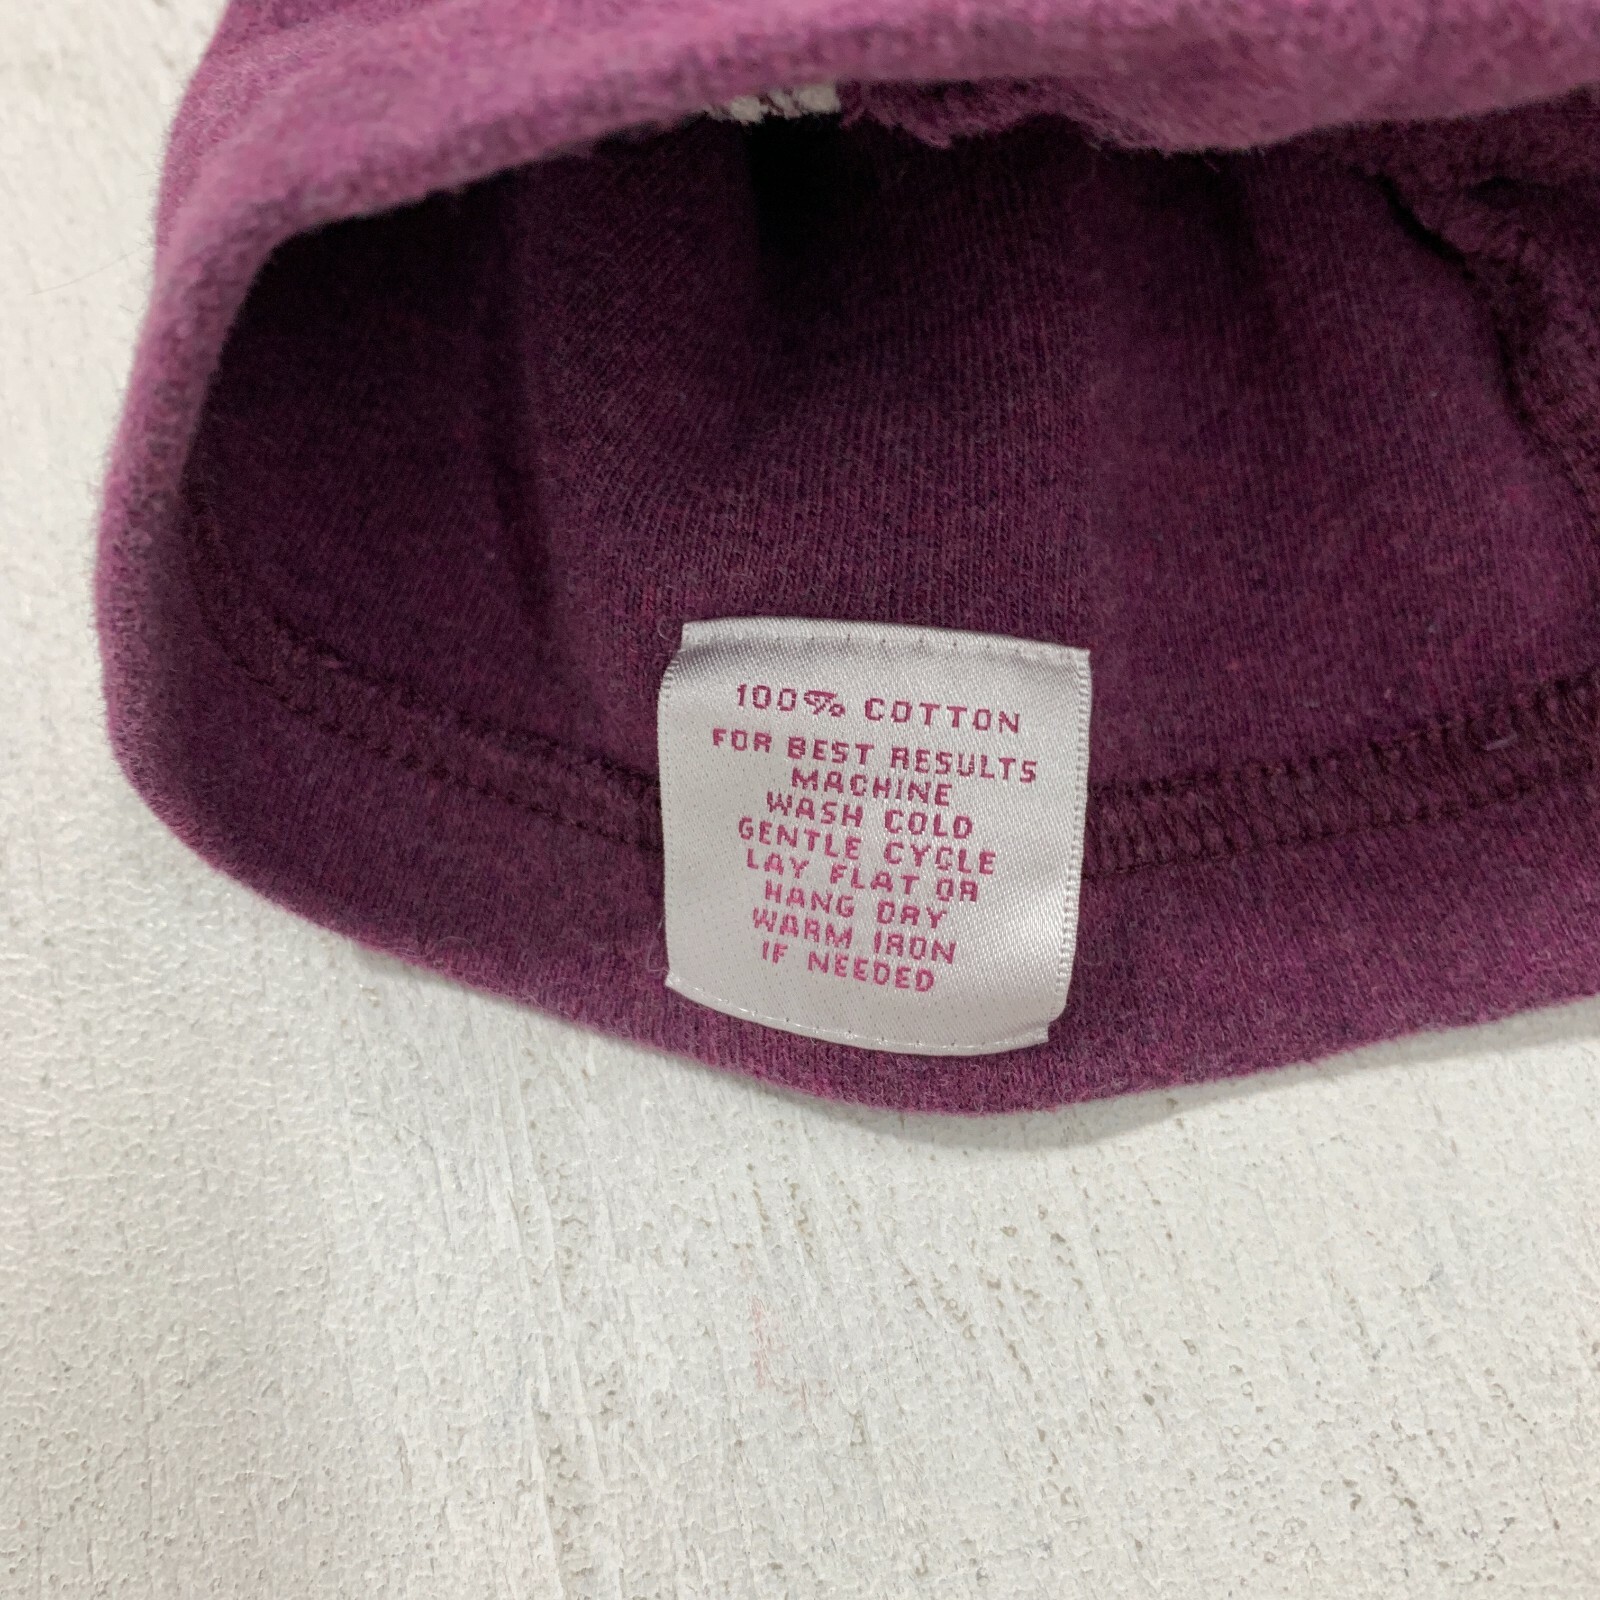 100% COTTON
FOR BEST RESULTS
MACHINE
WASH COLD
GENTLE CYCLE
LAY FLAT OR
HANG DRY
WARM IRON
IF NEEDED